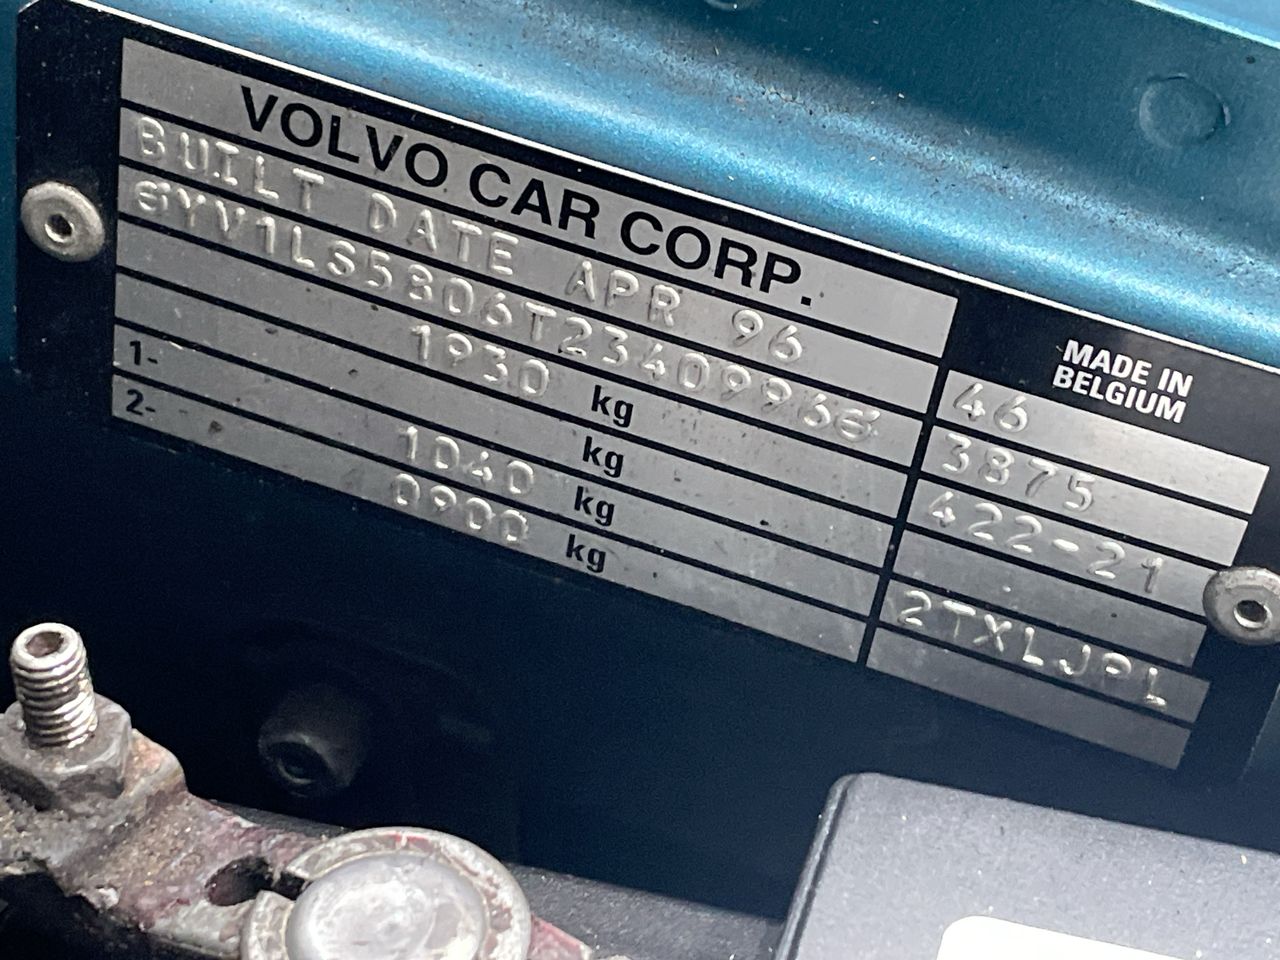 VOLVO CAR CORP.
BUILT DATE APR 96
YV1LS5806T2340996
1930 kg
kg
1- 1040 kg
2- 0900 kg
MADE IN
BELGIUM
46
3875
422-21
2TXLJPL